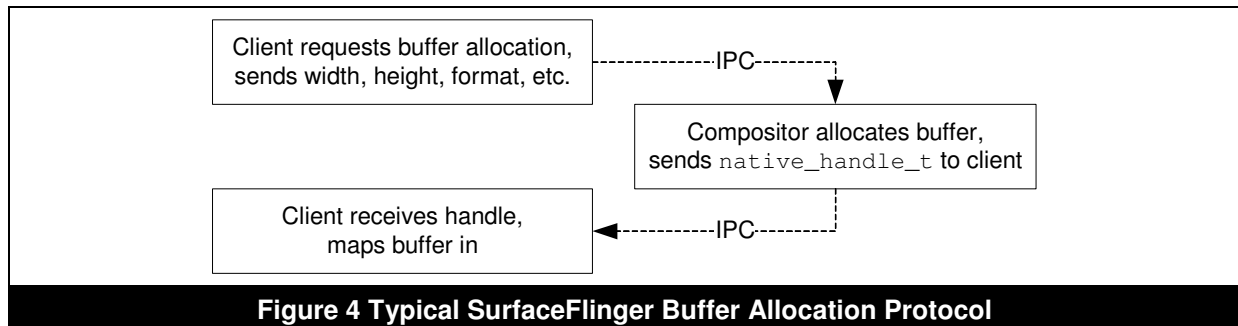 Client requests buffer allocation,
sends width, height, format, etc.
IPC
Compositor allocates buffer,
sends native_handle_t to client
Client receives handle,
maps buffer in
IPC
Figure 4 Typical SurfaceFlinger Buffer Allocation Protocol